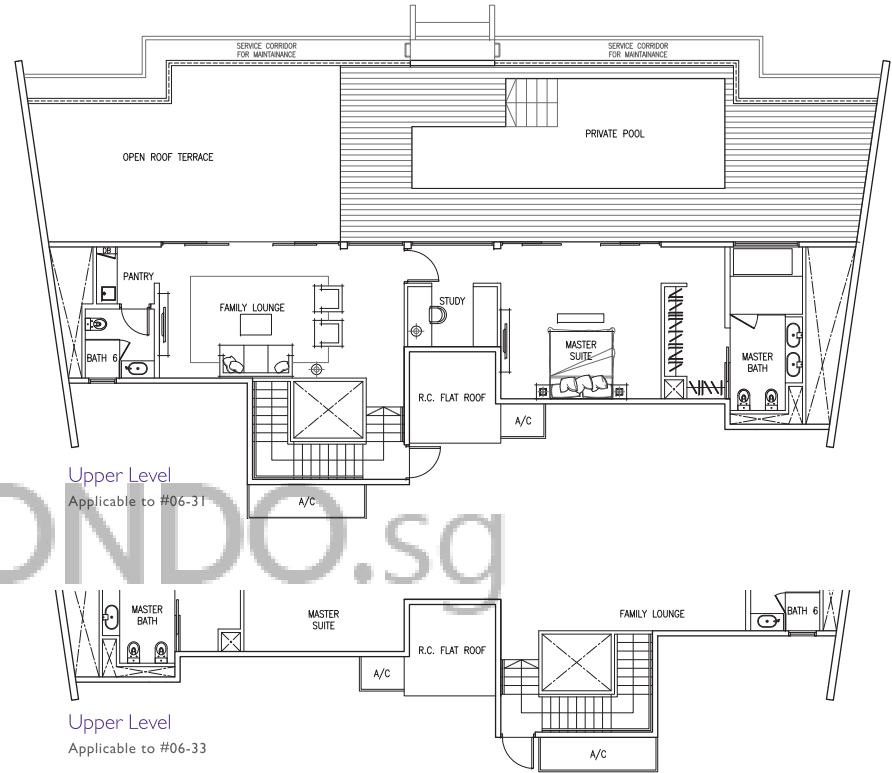 SERVICE CORRIDOR
FOR MAINTAINANCE
SERVICE CORRIDOR
FOR MAINTAINANCE
PRIVATE POOL
OPEN ROOF TERRACE
DB
PANTRY
FAMILY LOUNGE
STUDY
BATH 6
MASTER
SUITE
MASTER
BATH
R.C. FLAT ROOF
A/C
Upper Level
Applicable to #06-31
A/C
ONDO.sg
MASTER
BATH
MASTER
SUITE
FAMILY LOUNGE
BATH 6
R.C. FLAT ROOF
A/C
Upper Level
Applicable to #06-33
A/C